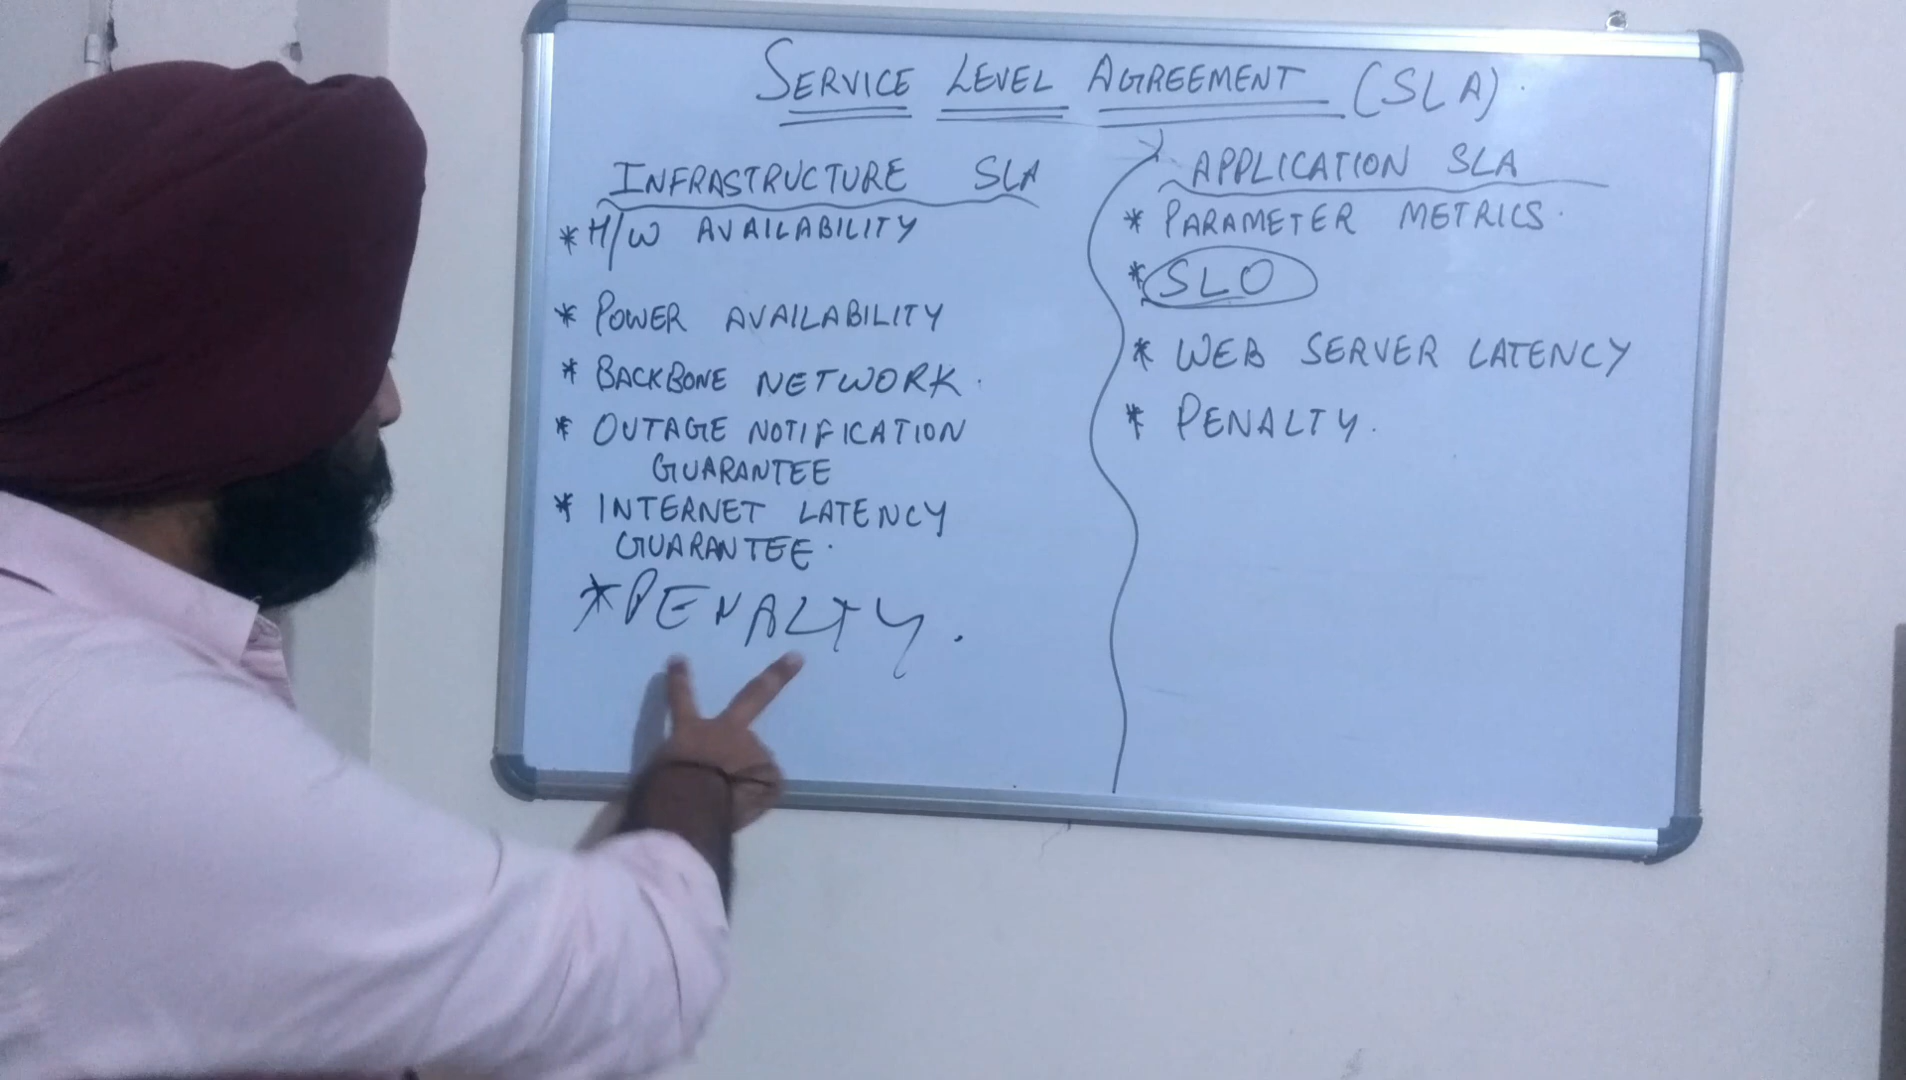 SERVICE LEVEL AGREEMENT (SLA).
INFRASTRUCTURE SLA
* H/W AVAILABILITY
* POWER AVAILABILITY
* BACKBONE NETWORK.
* OUTAGE NOTIFICATION
GUARANTEE
* INTERNET LATENCY
GUARANTEE.
* PENALTY.
APPLICATION SLA
* PARAMETER METRICS.
* SLO
* WEB SERVER LATENCY
* PENALTY.